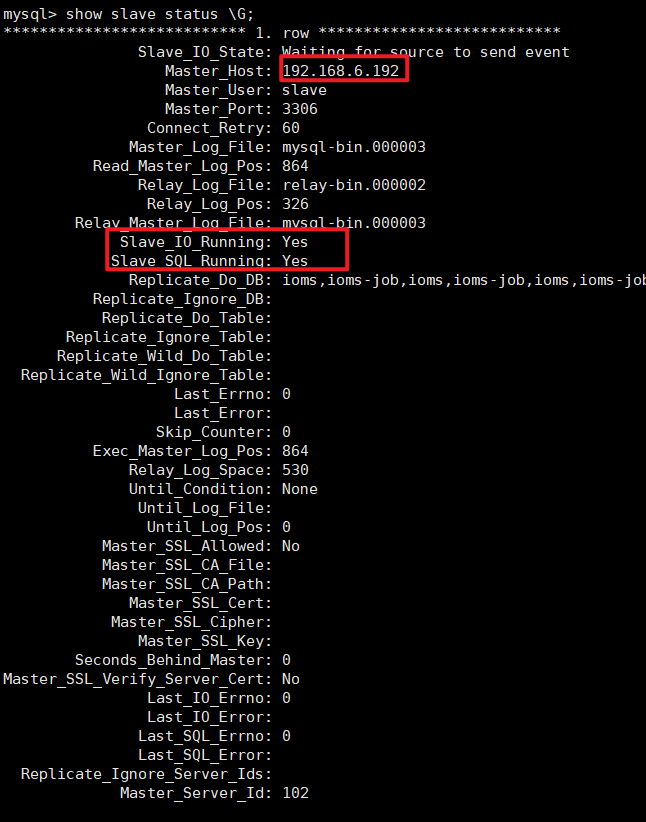 mysql> show slave status \G;
*************************** 1. row ***************************
Slave_IO_State: Waiting for source to send event
Master_Host: 192.168.6.192
Master_User: slave
Master_Port: 3306
Connect_Retry: 60
Master_Log_File: mysql-bin.000003
Read_Master_Log_Pos: 864
Relay_Log_File: relay-bin.000002
Relay_Log_Pos: 326
Relay_Master_Log_File: mysql-bin.000003
Slave_IO_Running: Yes
Slave_SQL_Running: Yes
Replicate_Do_DB: ioms,ioms-job,ioms,ioms-job,ioms,ioms-job
Replicate_Ignore_DB:
Replicate_Do_Table:
Replicate_Ignore_Table:
Replicate_Wild_Do_Table:
Replicate_Wild_Ignore_Table:
Last_Errno: 0
Last_Error:
Skip_Counter: 0
Exec_Master_Log_Pos: 864
Relay_Log_Space: 530
Until_Condition: None
Until_Log_File:
Until_Log_Pos: 0
Master_SSL_Allowed: No
Master_SSL_CA_File:
Master_SSL_CA_Path:
Master_SSL_Cert:
Master_SSL_Cipher:
Master_SSL_Key:
Seconds_Behind_Master: 0
Master_SSL_Verify_Server_Cert: No
Last_IO_Errno: 0
Last_IO_Error:
Last_SQL_Errno: 0
Last_SQL_Error:
Replicate_Ignore_Server_Ids:
Master_Server_Id: 102